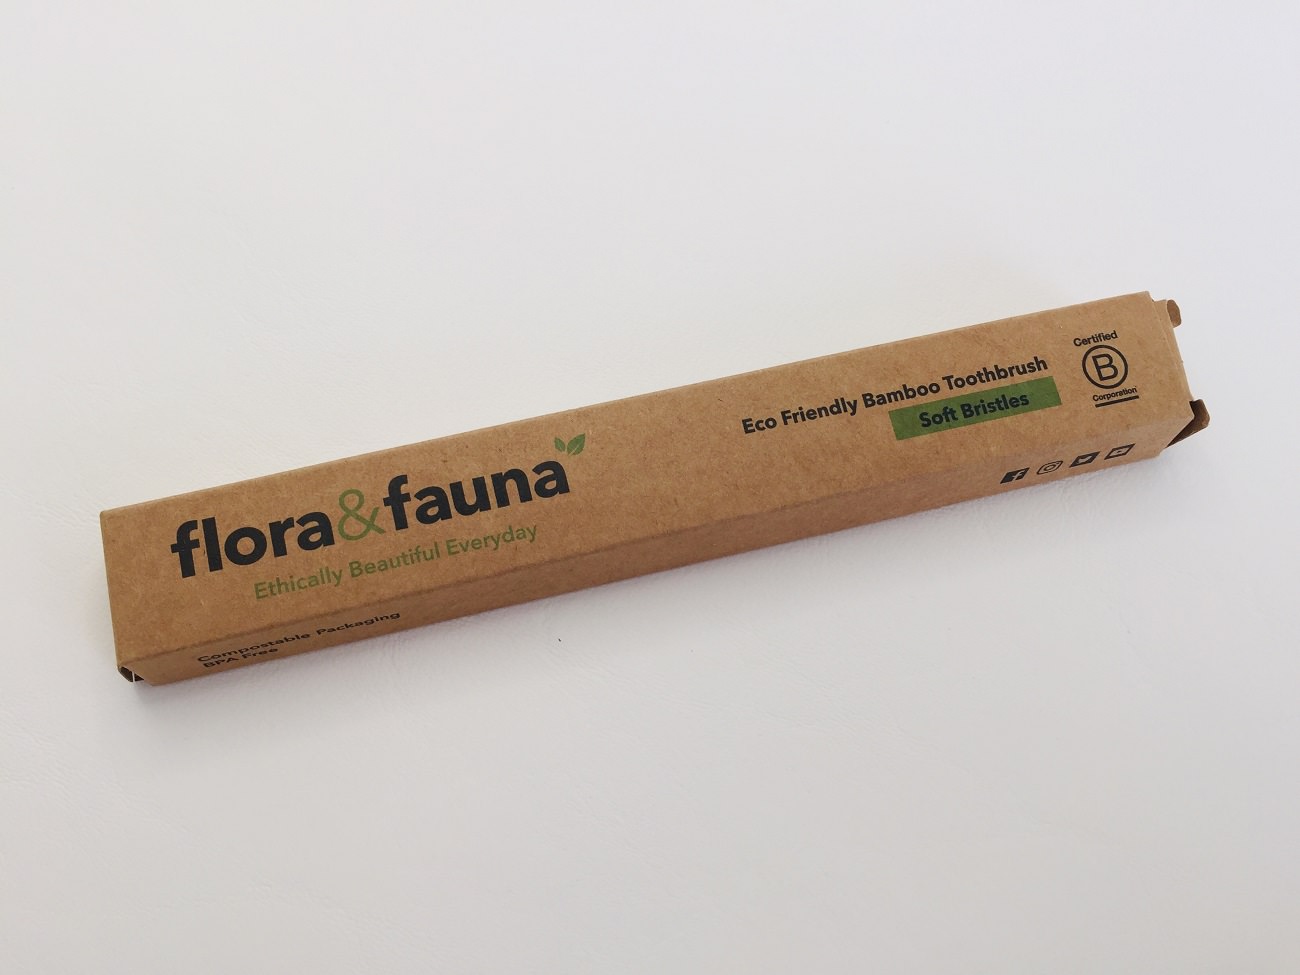 flora&fauna
Ethically Beautiful Everyday
Eco Friendly Bamboo Toothbrush
Soft Bristles
Certified
B
Corporation
Compostable Packaging
BPA Free